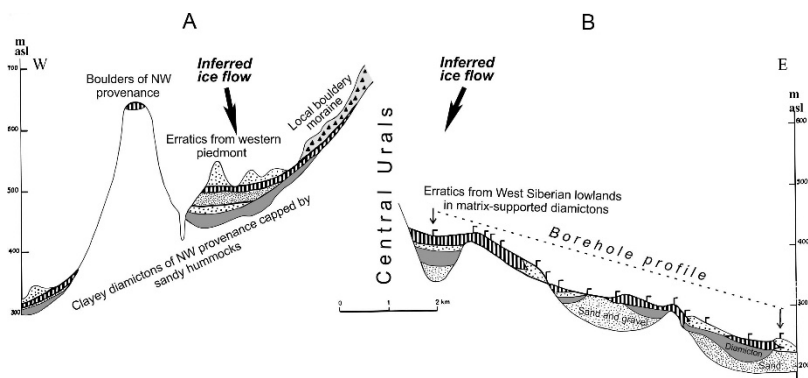 A
B
m
asl
W
700
600
500
400
300
Boulders of NW
provenance
Inferred
ice flow
Erratics from western
piedmont
Local bouldery
moraine
Clayey diamictons of NW provenance capped by
sandy hummocks
Central Urals
Inferred
ice flow
E
m
asl
600
500
400
300
200
Erratics from West Siberian lowlands
in matrix-supported diamictons
Borehole profile
0 1 2 km
Sand and gravel
Diamicton
Sand